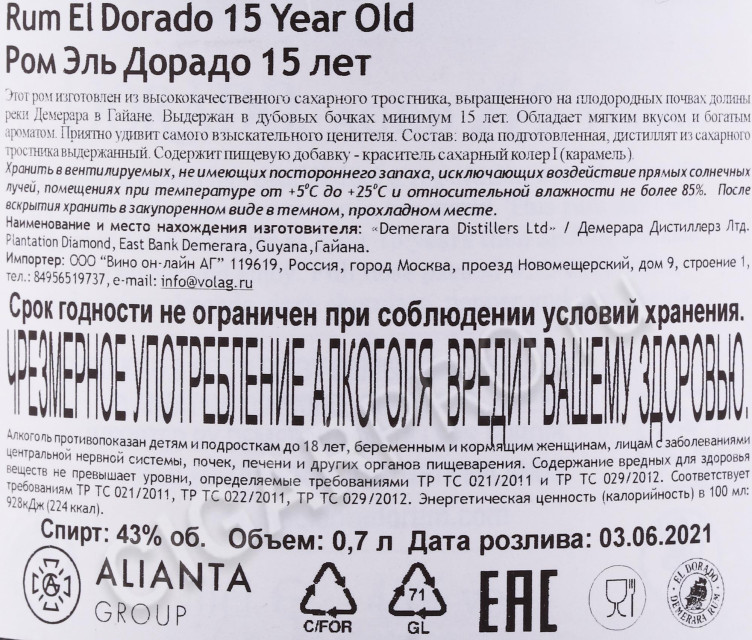 Rum El Dorado 15 Year Old
Ром Эль Дорадо 15 лет
Этот ром изготовлен из высококачественного сахарного тростника, выращенного на плодородных почвах долины
реки Демерара в Гайане. Выдержан в дубовых бочках минимум 15 лет. Обладает мягким вкусом и богатым
ароматом. Приятно удивит самого взыскательного ценителя. Состав: вода подготовленная, дистиллят из сахарного
тростника выдержанный. Содержит пищевую добавку - краситель сахарный колер I (карамель).
Хранить в вентилируемых, не имеющих постороннего запаха, исключающих воздействие прямых солнечных
лучей, помещениях при температуре от +5°С до +25°С и относительной влажности не более 85%. После
вскрытия хранить в закупоренном виде в темном, прохладном месте.
Наименование и место нахождения изготовителя: «Demerara Distillers Ltd» / Демерара Дистиллерз Лтд.
Plantation Diamond, East Bank Demerara, Guyana,Гайана.
Импортер: ООО “Вино он-лайн АГ” 119619, Россия, город Москва, проезд Новомещерский, дом 9, строение 1,
тел.: 84956519737, e-mail: info@volag.ru
Срок годности не ограничен при соблюдении условий хранения.
ЧРЕЗМЕРНОЕ УПОТРЕБЛЕНИЕ АЛКОГОЛЯ ВРЕДИТ ВАШЕМУ ЗДОРОВЬЮ.
Алкоголь противопоказан детям и подросткам до 18 лет, беременным и кормящим женщинам, лицам с заболеваниями
центральной нервной системы, почек, печени и других органов пищеварения. Содержание вредных для здоровья
веществ не превышает уровни, определяемые требованиями ТР ТС 021/2011 и ТР ТС 029/2012. Соответствует
требованиям ТР ТС 021/2011, ТР ТС 022/2011, ТР ТС 029/2012. Энергетическая ценность (калорийность) в 100 мл:
928кДж (224 ккал).
Спирт: 43% об. Объем: 0,7 л Дата розлива: 03.06.2021
ALIANTA
GROUP
C/FOR
71
GL
EAC
EL DORADO
DEMERARA RUM
CIGARPRO.RU